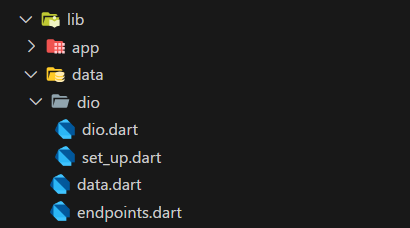 lib
app
data
dio
dio.dart
set_up.dart
data.dart
endpoints.dart